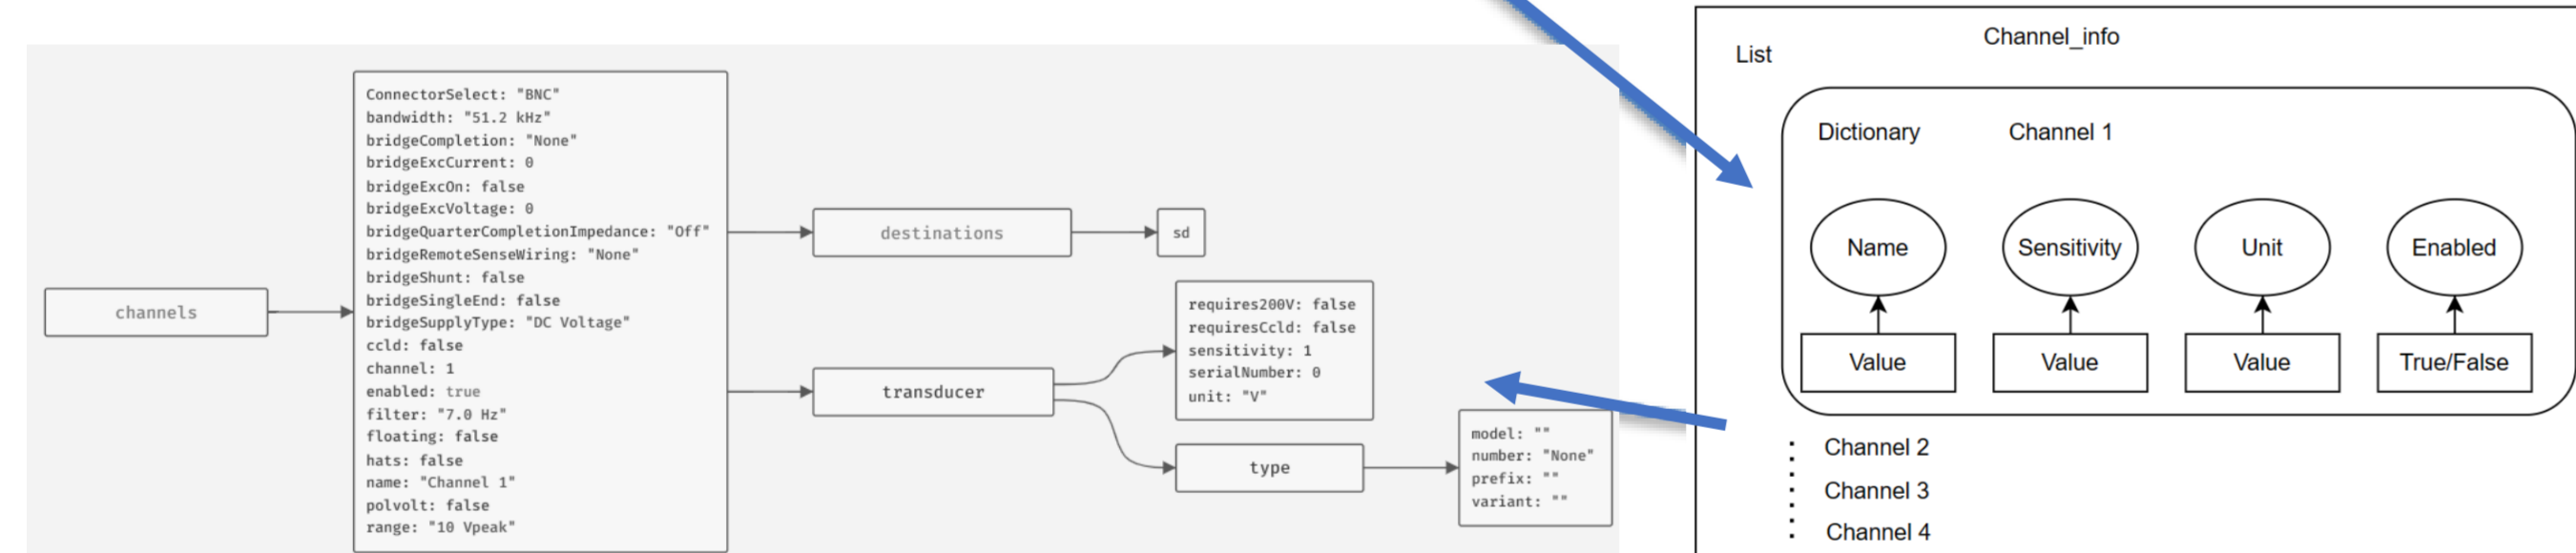 channels
ConnectorSelect: "BNC"
bandwidth: "51.2 kHz"
bridgeCompletion: "None"
bridgeExcCurrent: 0
bridgeExcOn: false
bridgeExcVoltage: 0
bridgeQuarterCompletionImpedance: "Off"
bridgeRemoteSenseWiring: "None"
bridgeShunt: false
bridgeSingleEnd: false
bridgeSupplyType: "DC Voltage"
ccld: false
channel: 1
enabled: true
filter: "7.0 Hz"
floating: false
hats: false
name: "Channel 1"
polvolt: false
range: "10 Vpeak"
destinations
sd
transducer
requires200V: false
requiresCcld: false
sensitivity: 1
serialNumber: 0
unit: "V"
type
model: ""
number: "None"
prefix: ""
variant: ""
Channel_info
List
Dictionary Channel 1
Name Sensitivity Unit Enabled
Value Value Value True/False
Channel 2
Channel 3
Channel 4